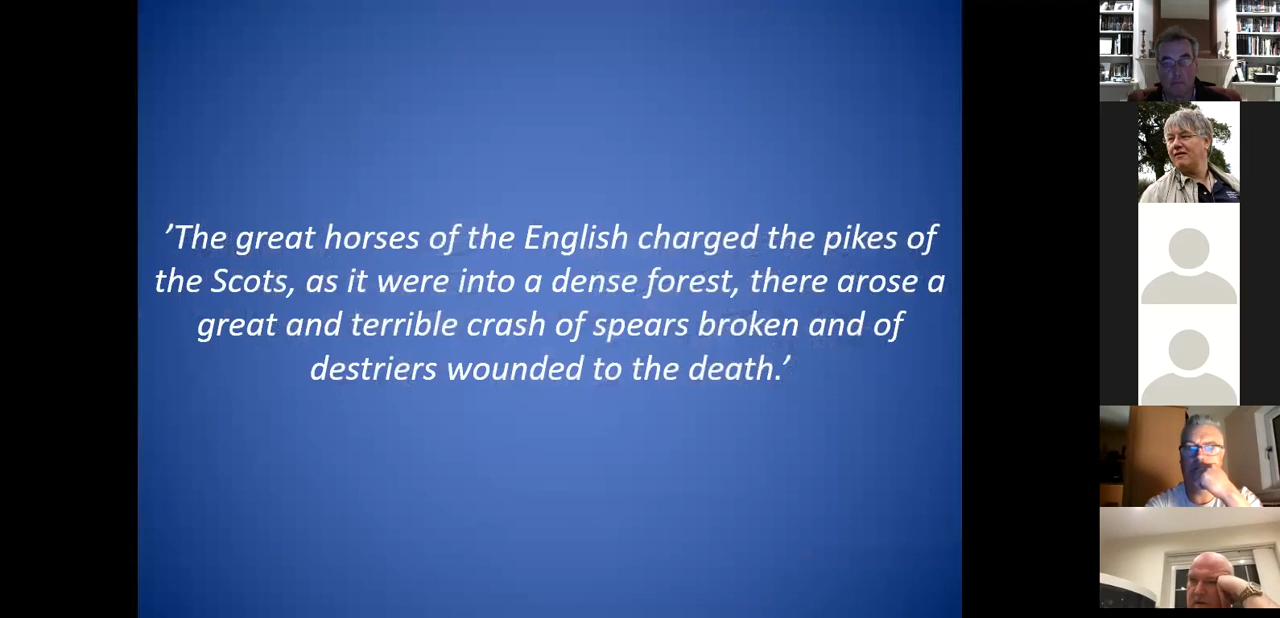 ’The great horses of the English charged the pikes of
the Scots, as it were into a dense forest, there arose a
great and terrible crash of spears broken and of
destriers wounded to the death.’